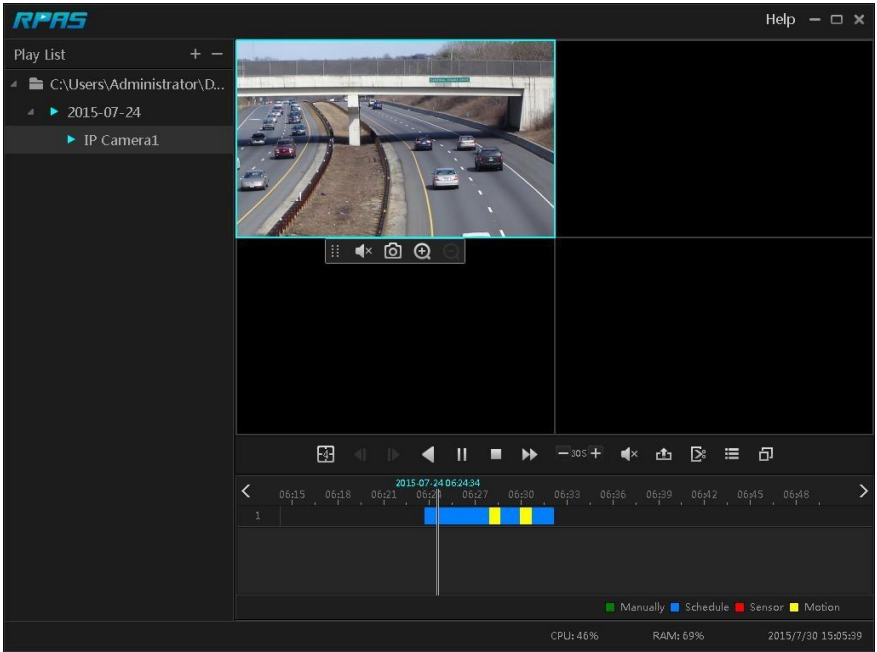 RPAS
Help
Play List
C:\Users\Administrator\D...
2015-07-24
IP Camera1
4
30S
2015-07-24 06:24:34
06:15 06:18 06:21 06:24 06:27 06:30 06:33 06:36 06:39 06:42 06:45 06:48
1
Manually Schedule Sensor Motion
CPU: 46% RAM: 69% 2015/7/30 15:05:39